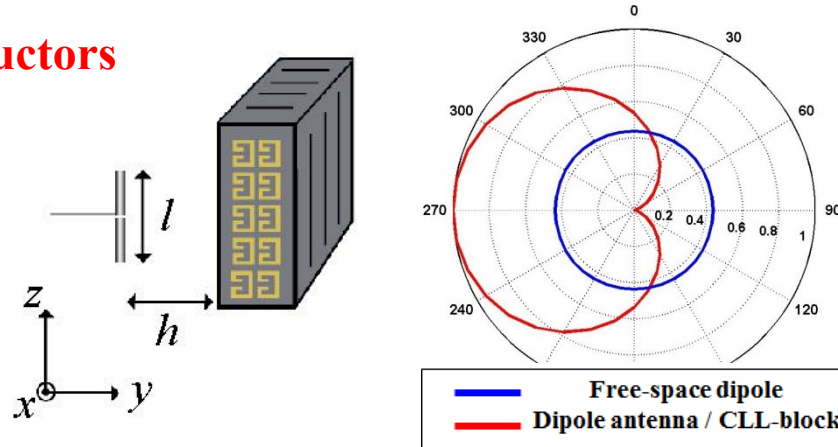 uctors
l
h
z
x
y
0
330
30
300
60
270
90
0.2
0.4
0.6
0.8
1
240
120
Free-space dipole
Dipole antenna / CLL-block